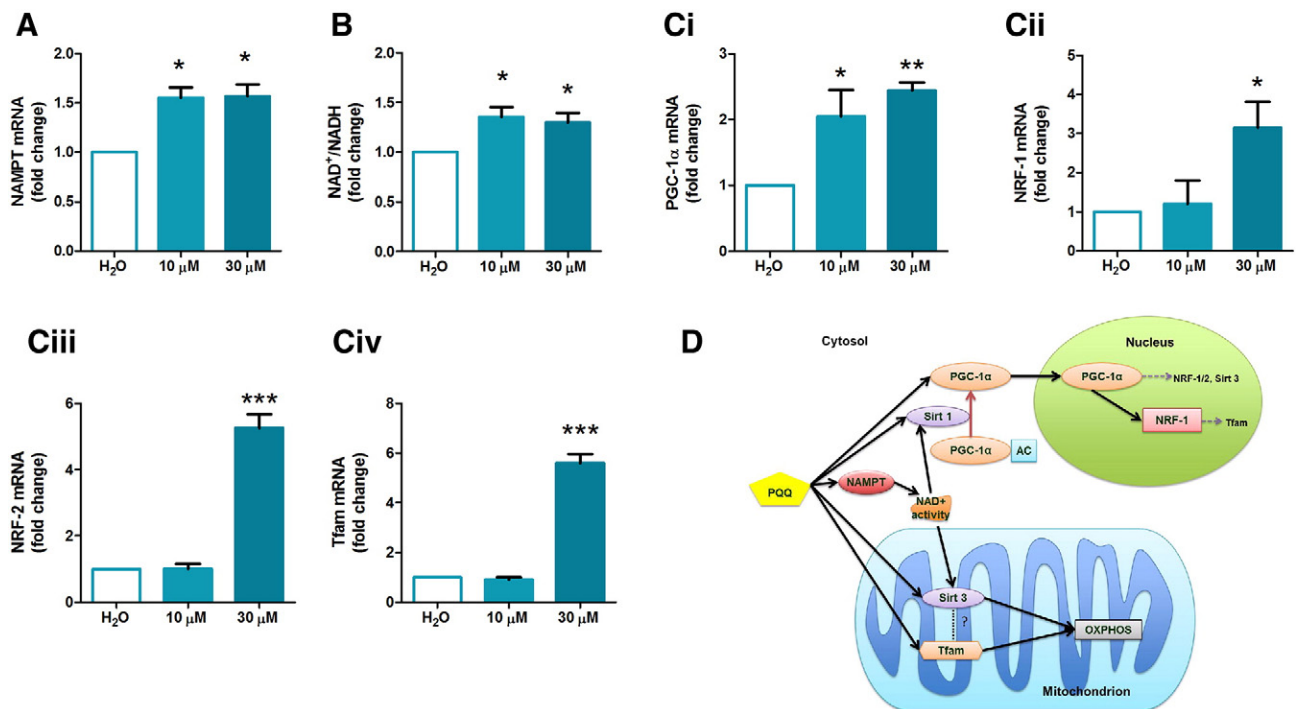 A
NAMPT mRNA
(fold change)
2.0
1.5
1.0
0.5
0.0
*
*
H₂O
10 μM
30 μM
B
NAD⁺/NADH
(fold change)
2.0
1.5
1.0
0.5
0.0
*
*
H₂O
10 μM
30 μM
Ci
PGC-1α mRNA
(fold change)
3
2
1
0
*
**
H₂O
10 μM
30 μM
Cii
NRF-1 mRNA
(fold change)
5
4
3
2
1
0
*
H₂O
10 μM
30 μM
Ciii
NRF-2 mRNA
(fold change)
6
4
2
0
***
H₂O
10 μM
30 μM
Civ
Tfam mRNA
(fold change)
8
6
4
2
0
***
H₂O
10 μM
30 μM
D
Cytosol
Nucleus
PGC-1α
PGC-1α
NRF-1/2, Sirt 3
Sirt 1
NRF-1
Tfam
PGC-1α
AC
PQQ
NAMPT
NAD+
activity
Sirt 3
?
OXPHOS
Tfam
Mitochondrion